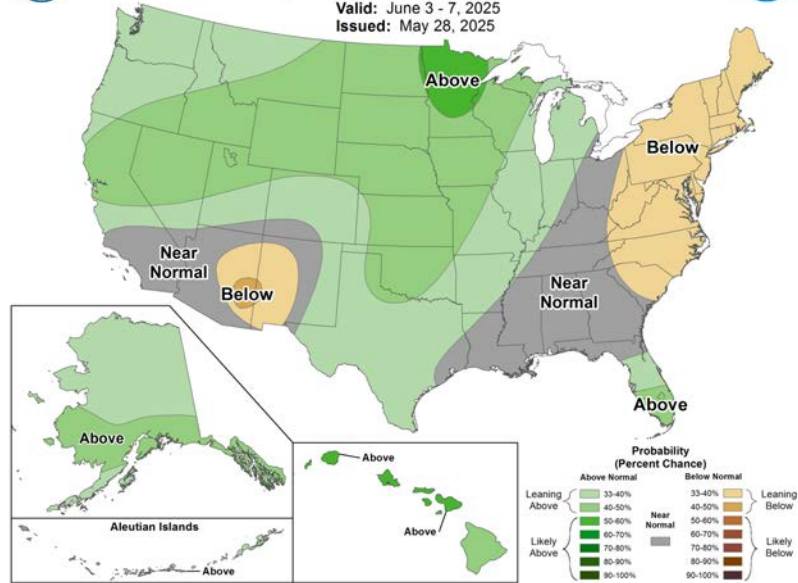 Valid: June 3 - 7, 2025
Issued: May 28, 2025
Above
Below
Near
Normal
Below
Near
Normal
Above
Above
Aleutian Islands
Above
Above
Above
Probability
(Percent Chance)
Above Normal
Below Normal
Leaning
Above
33-40%
40-50%
Likely
Above
50-60%
60-70%
70-80%
80-90%
90-100%
Near
Normal
33-40%
40-50%
Leaning
Below
50-60%
60-70%
70-80%
80-90%
90-100%
Likely
Below